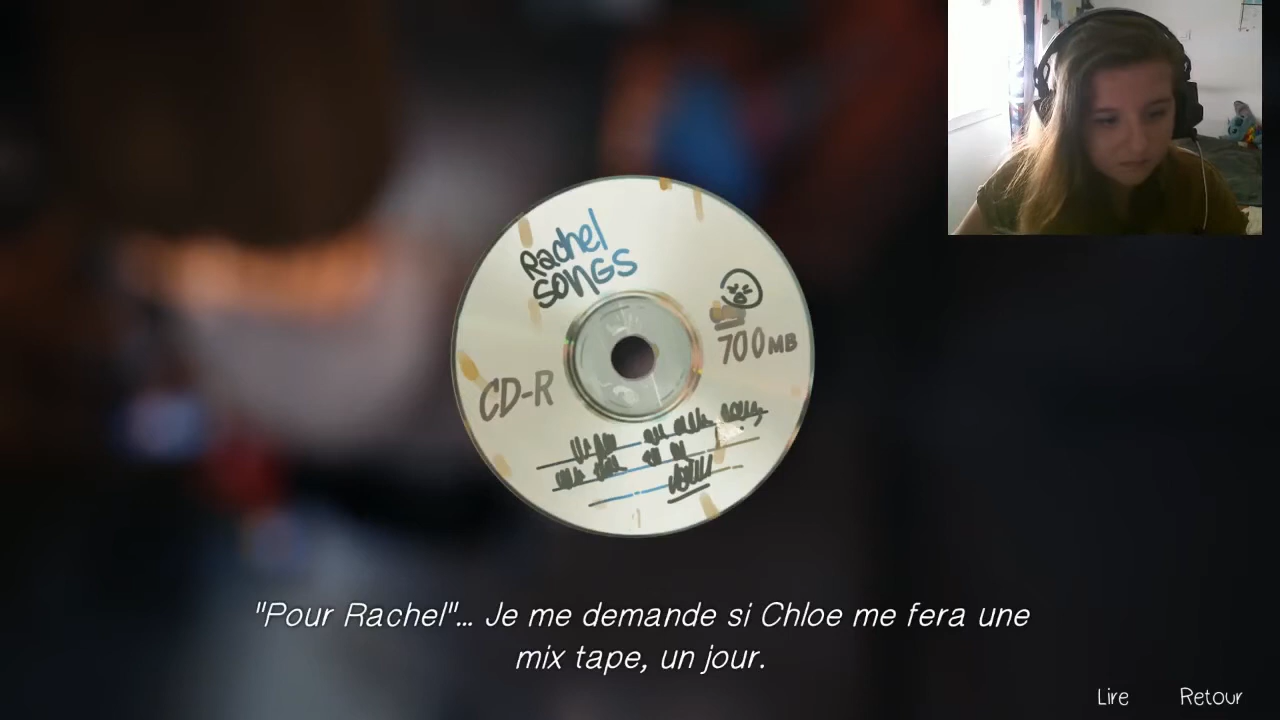 Rachel
SONGS
700MB
CD-R
"Pour Rachel"... Je me demande si Chloe me fera une
mix tape, un jour.
Lire Retour